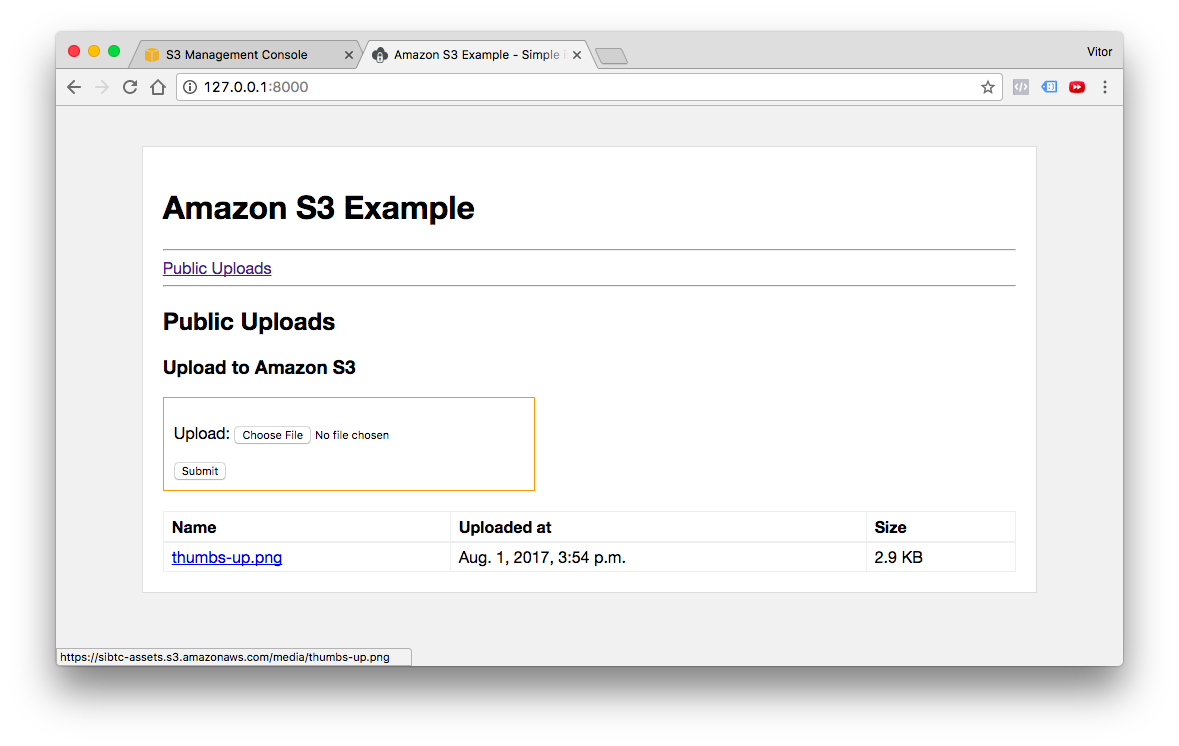 S3 Management Console
Amazon S3 Example - Simple
Vitor
127.0.0.1:8000
Amazon S3 Example
Public Uploads
Public Uploads
Upload to Amazon S3
Upload: Choose File No file chosen
Submit
Name Uploaded at Size
thumbs-up.png Aug. 1, 2017, 3:54 p.m. 2.9 KB
https://sibtc-assets.s3.amazonaws.com/media/thumbs-up.png